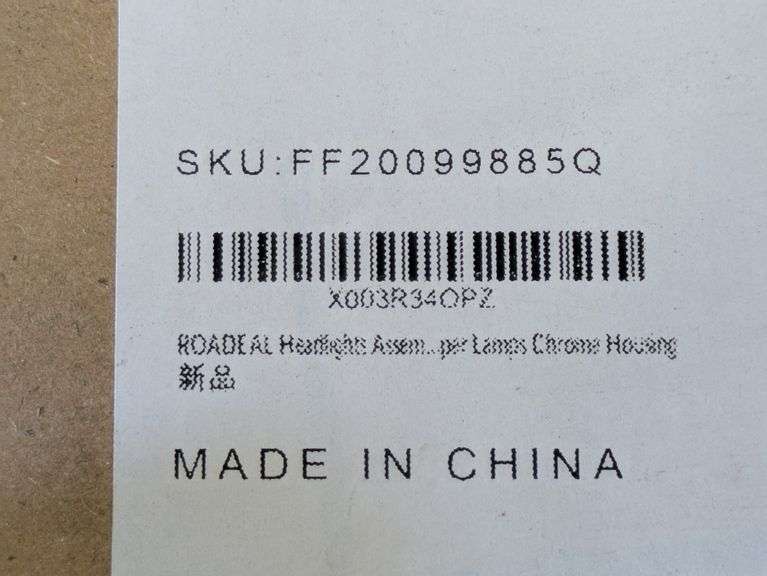 SKU:FF20099885Q
X003R34OPZ
ROADEAL Headlights Assem...per Lamps Chrome Housing
新品
MADE IN CHINA